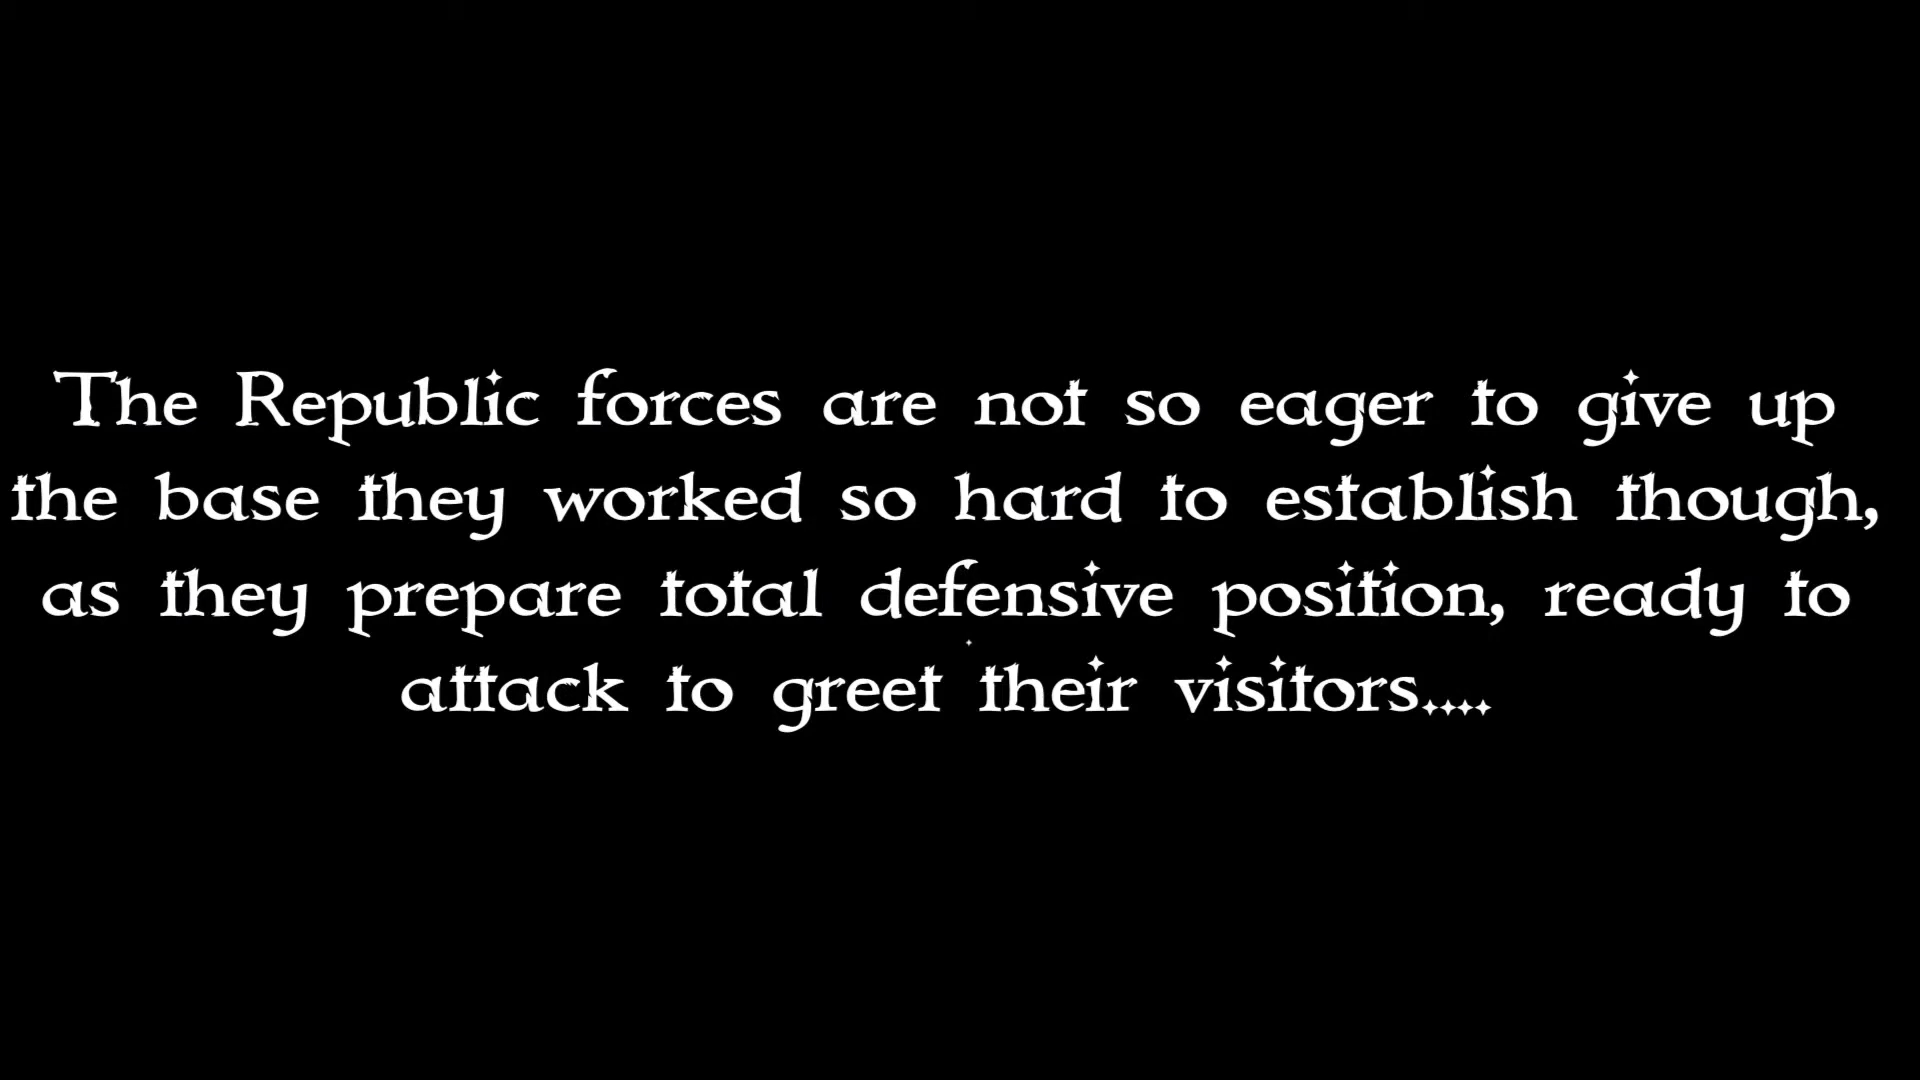 The Republic forces are not so eager to give up
the base they worked so hard to establish though,
as they prepare total defensive position, ready to
attack to greet their visitors....